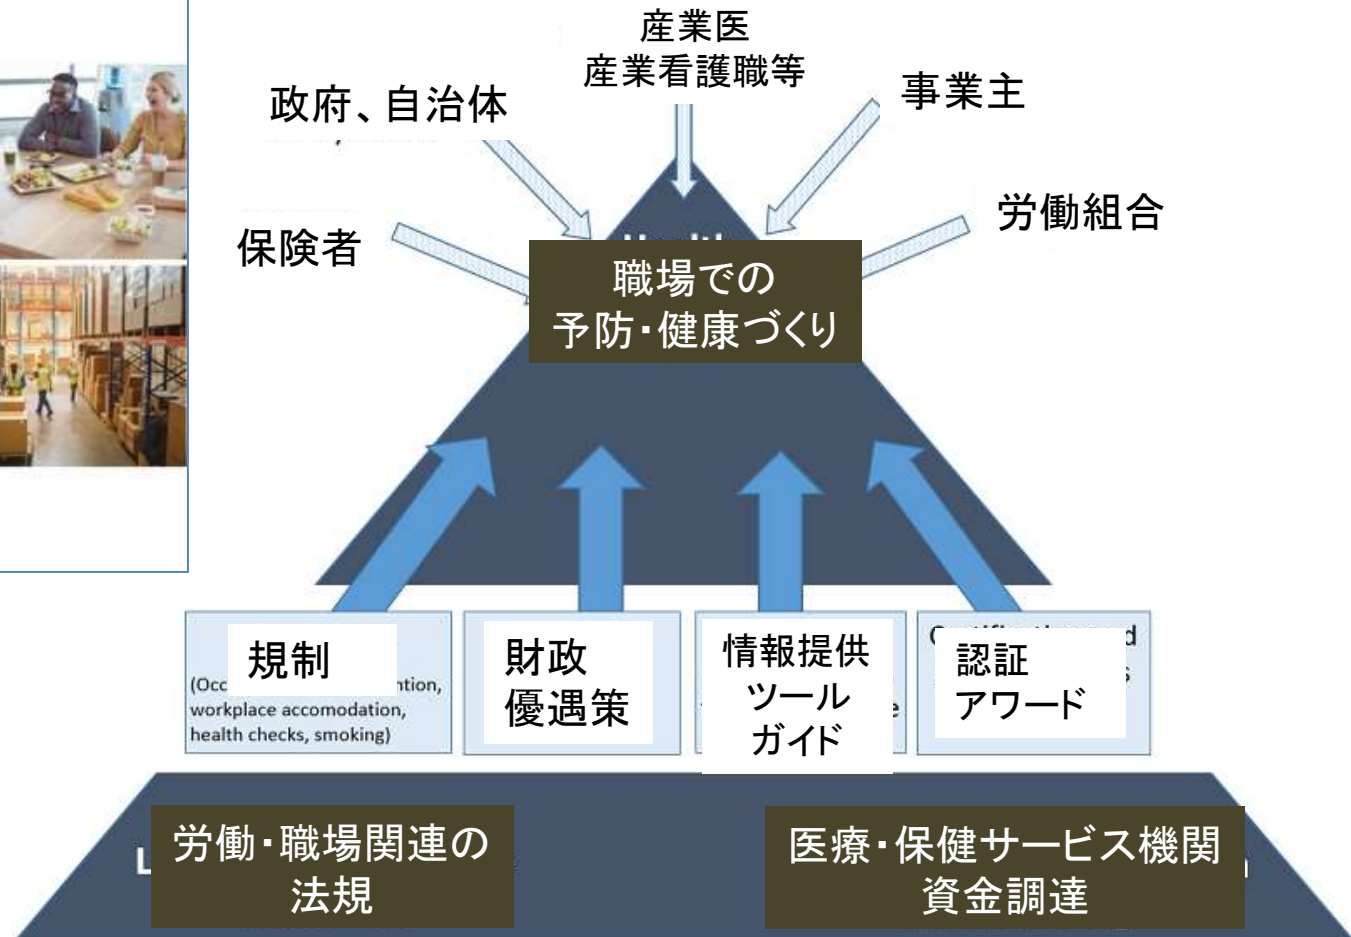 産業医
産業看護職等
政府、自治体
事業主
保険者
労働組合
職場での
予防・健康づくり
規制
(Occ
ntion,
workplace accomodation,
health checks, smoking)
財政
優遇策
情報提供
ツール
ガイド
認証
アワード
労働・職場関連の
法規
医療・保健サービス機関
資金調達